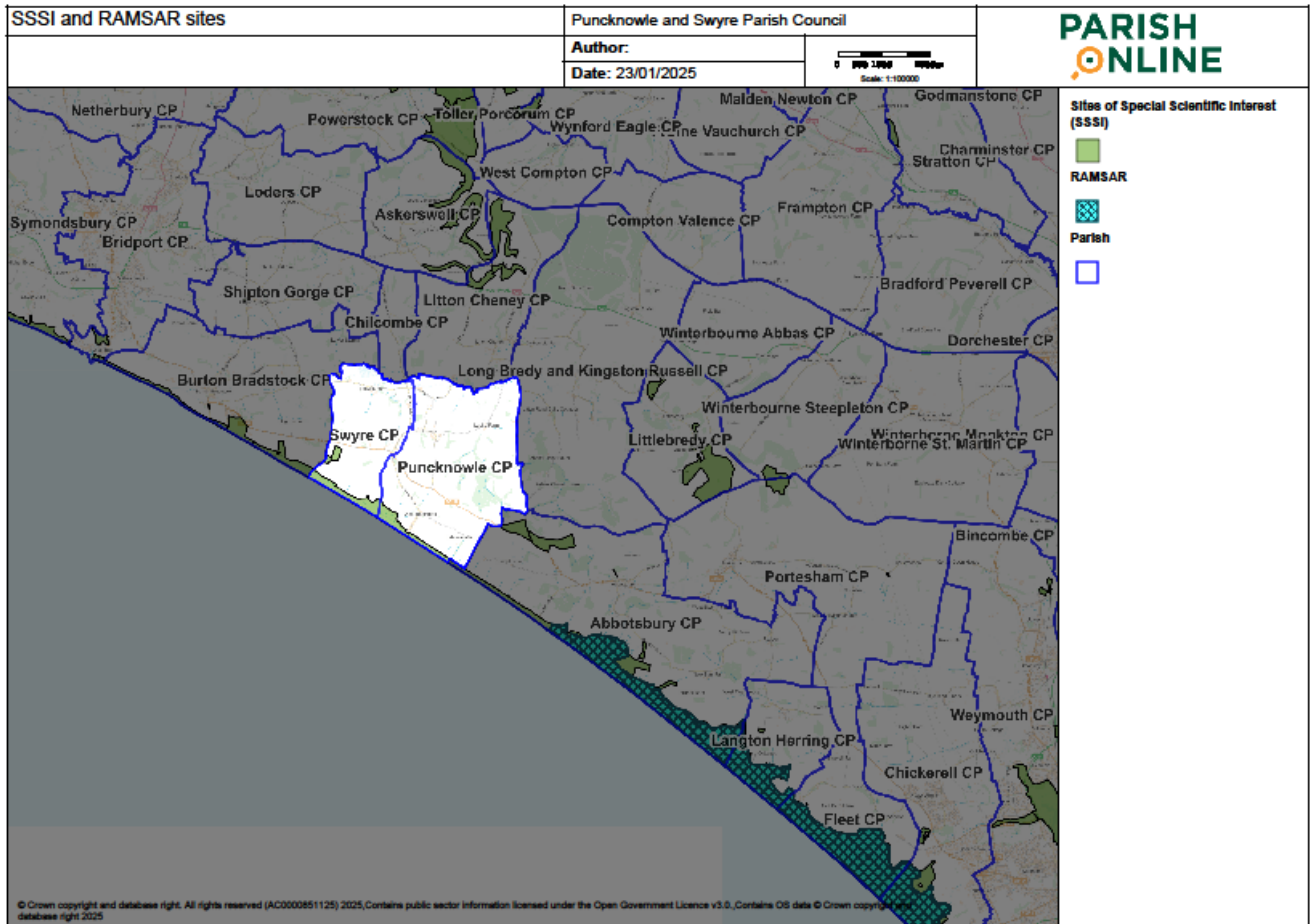 SSSI and RAMSAR sites
Puncknowle and Swyre Parish Council
Author:
Date: 23/01/2025
Scale: 1:100000
PARISH
ONLINE
Sites of Special Scientific Interest
(SSSI)
RAMSAR
Parish
Netherbury CP
Powerstock CP
Toller Porcorum CP
Wynford Eagle CP
Vauchurch CP
Maiden Newton CP
Godmanstone CP
Charminster CP
Stratton CP
West Compton CP
Loders CP
Askerswell CP
Compton Valence CP
Frampton CP
Symondsbury CP
Bridport CP
Shipton Gorge CP
Litton Cheney CP
Bradford Peverell CP
Chilcombe CP
Winterbourne Abbas CP
Dorchester CP
Burton Bradstock CP
Long Bredy and Kingston Russell CP
Winterbourne Steepleton CP
Swyre CP
Littlebredy CP
Winterborne Monkton CP
Winterborne St. Martin CP
Puncknowle CP
Bincombe CP
Portesham CP
Abbotsbury CP
Weymouth CP
Langton Herring CP
Chickerell CP
Fleet CP
© Crown copyright and database right. All rights reserved (AC0000851125) 2025,Contains public sector information licensed under the Open Government Licence v3.0.,Contains OS data © Crown copyright and
database right 2025